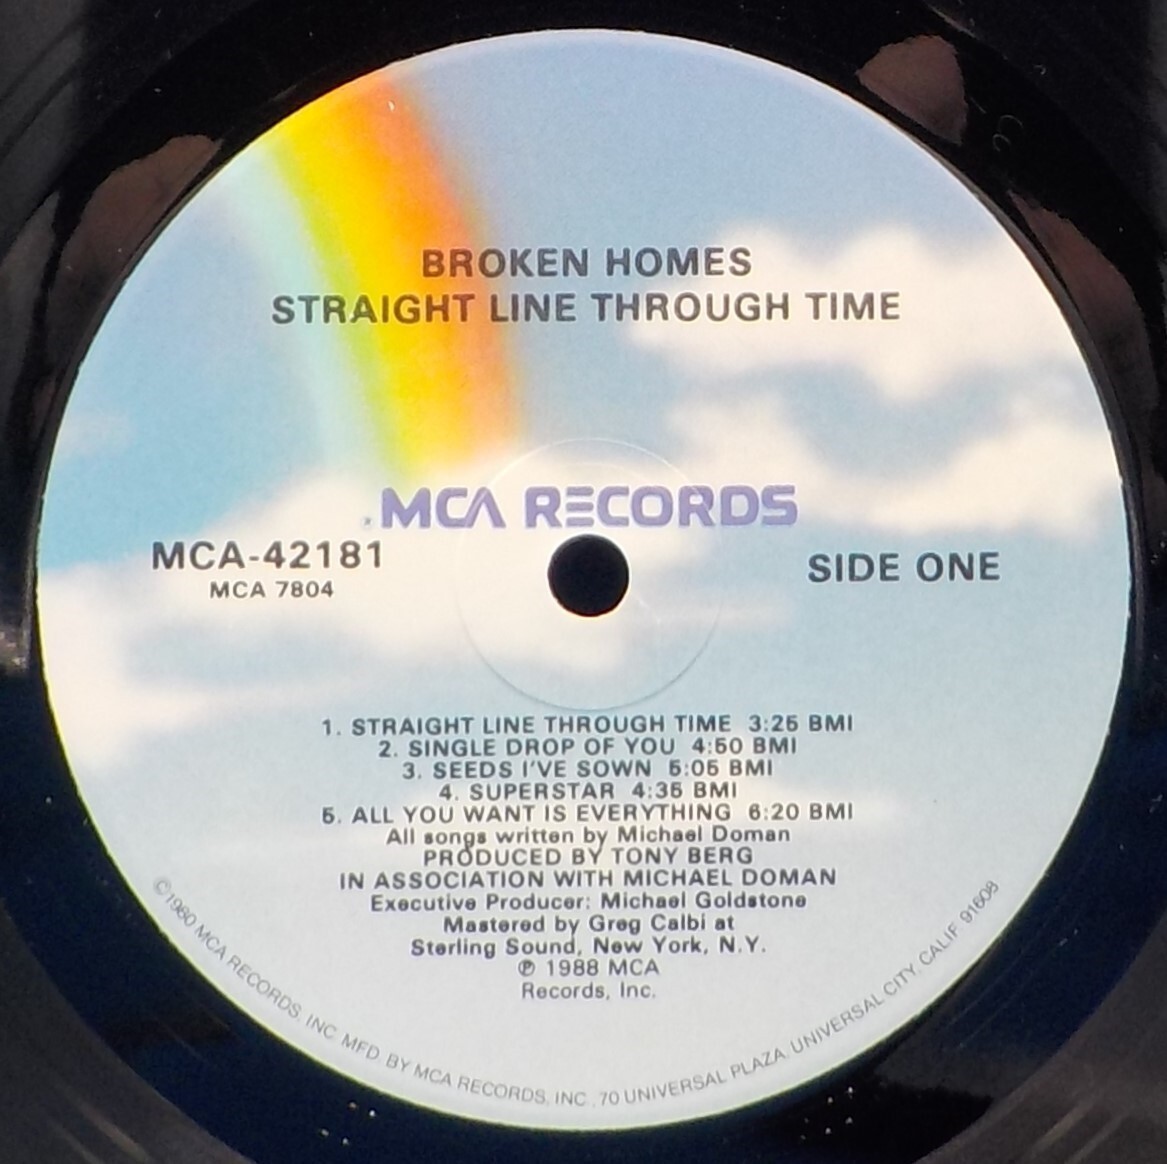 BROKEN HOMES
STRAIGHT LINE THROUGH TIME
MCA RECORDS
MCA-42181
MCA 7804
SIDE ONE
1. STRAIGHT LINE THROUGH TIME 3:25 BMI
2. SINGLE DROP OF YOU 4:50 BMI
3. SEEDS I'VE SOWN 5:05 BMI
4. SUPERSTAR 4:35 BMI
5. ALL YOU WANT IS EVERYTHING 6:20 BMI
All songs written by Michael Doman
PRODUCED BY TONY BERG
IN ASSOCIATION WITH MICHAEL DOMAN
Executive Producer: Michael Goldstone
Mastered by Greg Calbi at
Sterling Sound, New York, N.Y.
℗ 1988 MCA
Records, Inc.
©1980 MCA RECORDS, INC. MFD. BY MCA RECORDS, INC., 70 UNIVERSAL PLAZA, UNIVERSAL CITY, CALIF. 91608